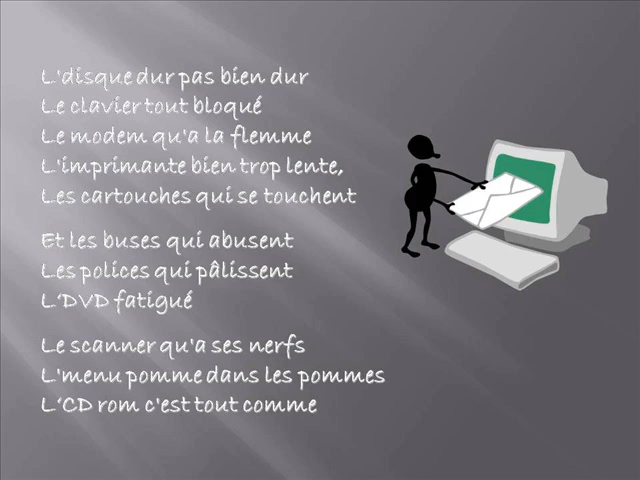 L'disque dur pas bien dur
Le clavier tout bloqué
Le modem qu'a la flemme
L'imprimante bien trop lente,
Les cartouches qui se touchent
Et les buses qui abusent
Les polices qui pâlissent
L‘DVD fatigué
Le scanner qu'a ses nerfs
L'menu pomme dans les pommes
L‘CD rom c'est tout comme